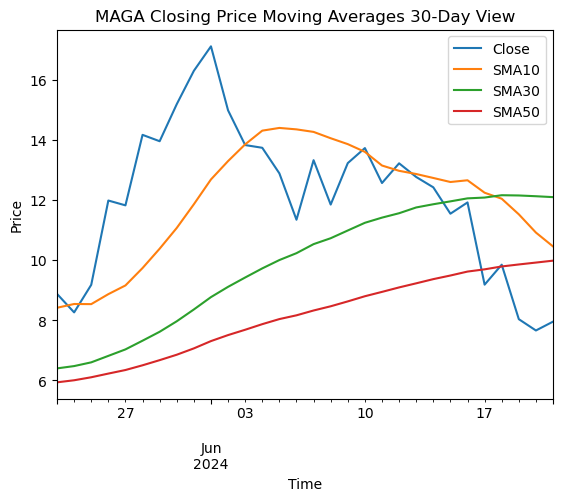 MAGA Closing Price Moving Averages 30-Day View
Close
SMA10
SMA30
SMA50
Price
16
14
12
10
8
6
27
03
10
17
Jun
2024
Time